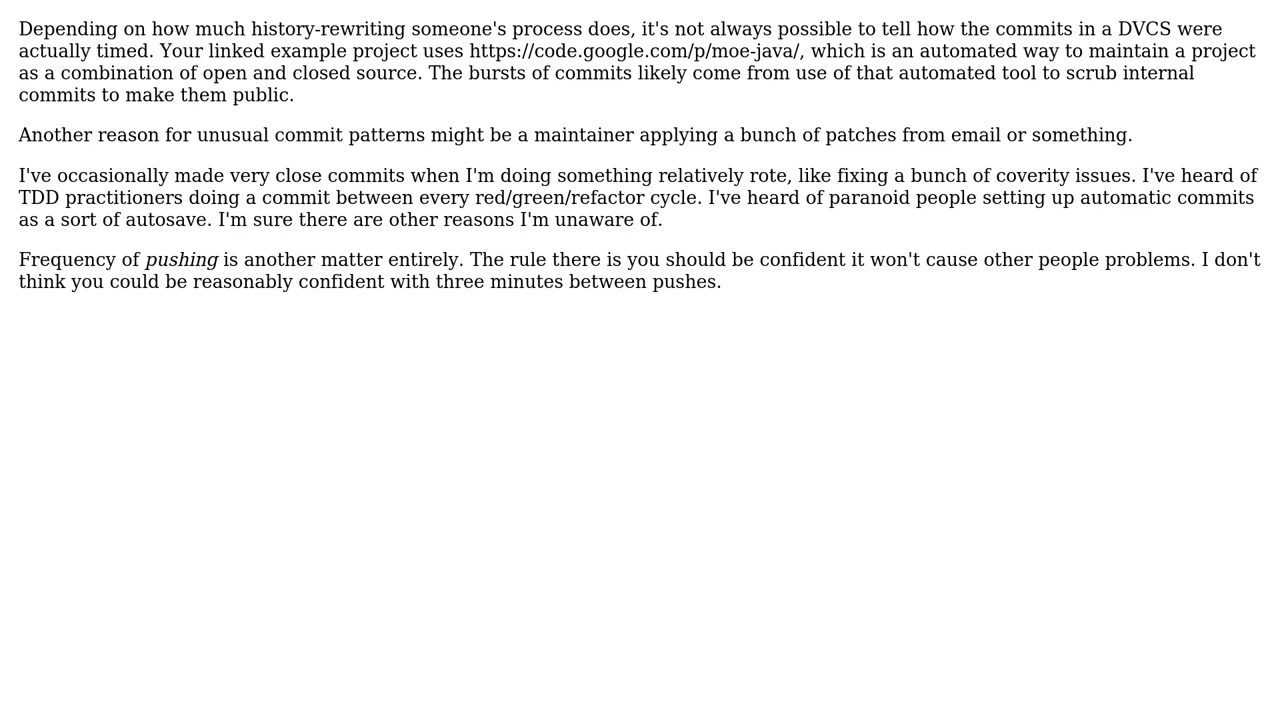 Depending on how much history-rewriting someone's process does, it's not always possible to tell how the commits in a DVCS were
actually timed. Your linked example project uses https://code.google.com/p/moe-java/, which is an automated way to maintain a project
as a combination of open and closed source. The bursts of commits likely come from use of that automated tool to scrub internal
commits to make them public.
Another reason for unusual commit patterns might be a maintainer applying a bunch of patches from email or something.
I've occasionally made very close commits when I'm doing something relatively rote, like fixing a bunch of coverity issues. I've heard of
TDD practitioners doing a commit between every red/green/refactor cycle. I've heard of paranoid people setting up automatic commits
as a sort of autosave. I'm sure there are other reasons I'm unaware of.
Frequency of pushing is another matter entirely. The rule there is you should be confident it won't cause other people problems. I don't
think you could be reasonably confident with three minutes between pushes.